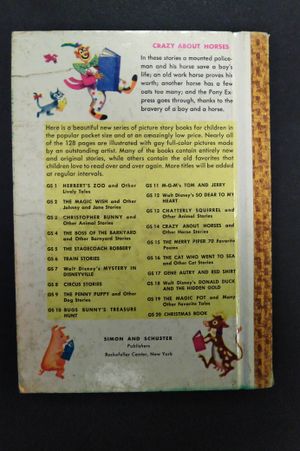 CRAZY ABOUT HORSES
In these stories a mounted police-
man and his horse save a boy's
life; an old work horse proves his
worth; another horse has a few
oats too many; and the Pony Ex-
press goes through, thanks to the
bravery of a boy and a horse.
Here is a beautiful new series of picture story books for children in
the popular pocket size and at an amazingly low price. Nearly all
of the 128 pages are illustrated with gay full-color pictures made
by an outstanding artist. Many of the books contain entirely new
and original stories, while others contain the old favorites that
children love to read over and over again. More titles will be added
at regular intervals.
GS 1 HERBERT'S ZOO and Other
Lively Tales
GS 2 THE MAGIC WISH and Other
Johnny and Jane Stories
GS 3 CHRISTOPHER BUNNY and
Other Animal Stories
GS 4 THE BOSS OF THE BARNYARD
and Other Barnyard Stories
GS 5 THE STAGECOACH ROBBERY
GS 6 TRAIN STORIES
GS 7 Walt Disney's MYSTERY IN
DISNEYVILLE
GS 8 CIRCUS STORIES
GS 9 THE PENNY PUPPY and Other
Dog Stories
GS 10 BUGS BUNNY'S TREASURE
HUNT
GS 11 M-G-M's TOM AND JERRY
GS 12 Walt Disney's SO DEAR TO MY
HEART
GS 13 CHATTERLY SQUIRREL and
Other Animal Stories
GS 14 CRAZY ABOUT HORSES and
Other Horse Stories
GS 15 THE MERRY PIPER 70 Favorite
Poems
GS 16 THE CAT WHO WENT TO SEA
and Other Cat Stories
GS 17 GENE AUTRY AND RED SHIRT
GS 18 Walt Disney's DONALD DUCK
AND THE HIDDEN GOLD
GS 19 THE MAGIC POT and Many
Other Favorite Tales
GS 20 CHRISTMAS BOOK
SIMON AND SCHUSTER
Publishers
Rockefeller Center, New York